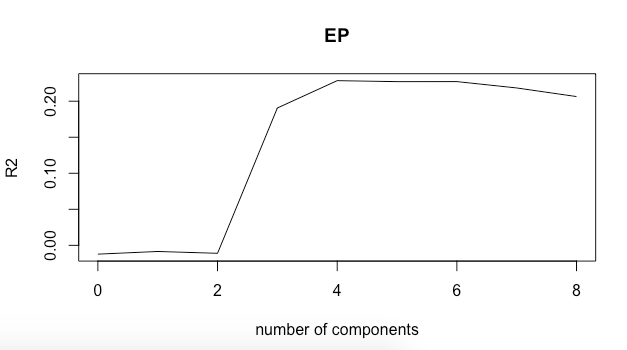 EP
R2
0.20
0.10
0.00
0 2 4 6 8
number of components